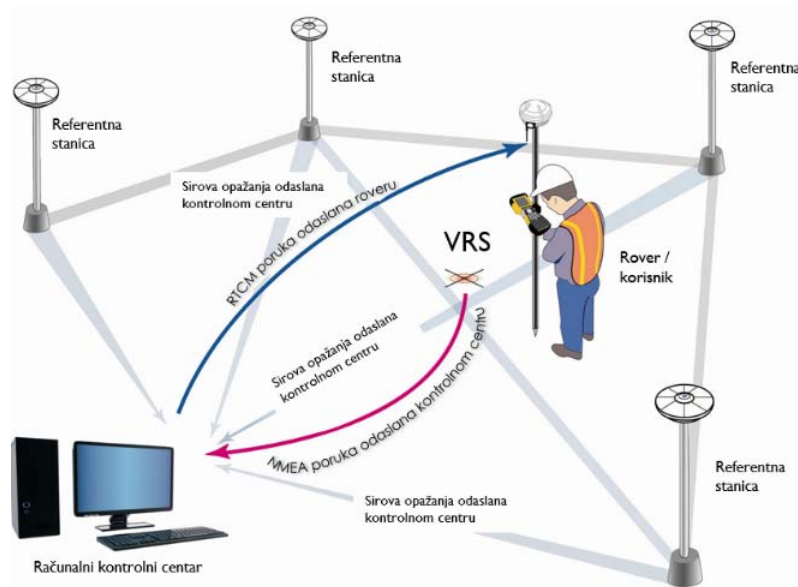 Referentna
stanica
Referentna
stanica
Referentna
stanica
Sirova opažanja odaslana
kontrolnom centru
RTCM poruka odaslana roveru
VRS
Rover /
korisnik
Sirova opažanja odaslana
kontrolnom centru
NMEA poruka odaslana kontrolnom centru
Referentna
stanica
Sirova opažanja odaslana
kontrolnom centru
Računalni kontrolni centar